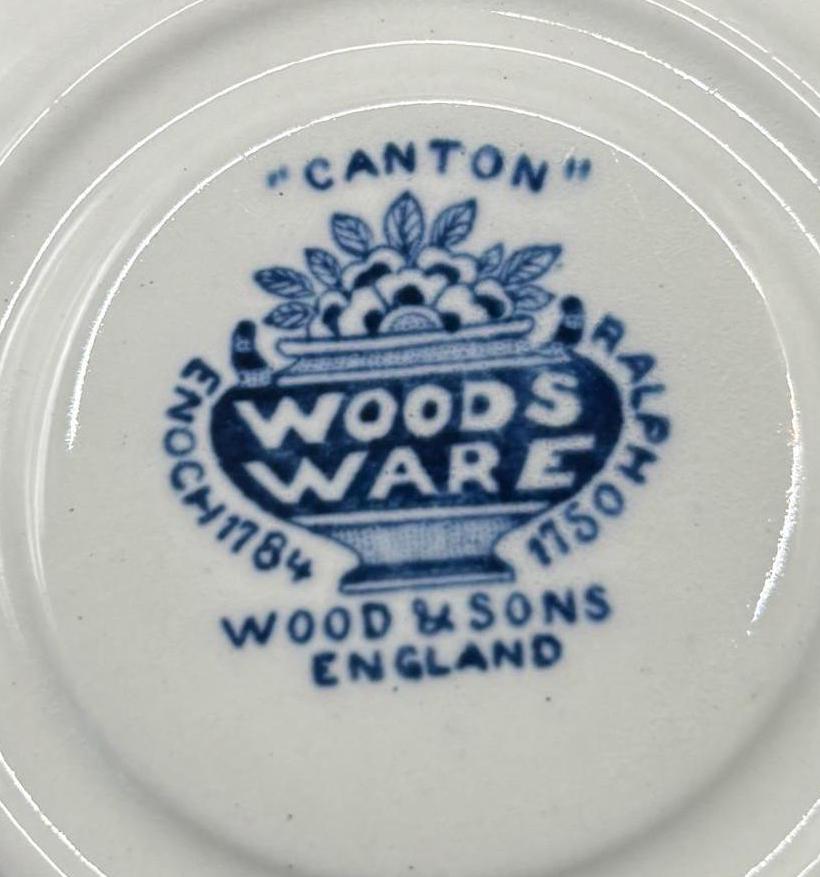 "CANTON"
ENOCH 1784
RALPH 1750
WOODS
WARE
WOOD & SONS
ENGLAND